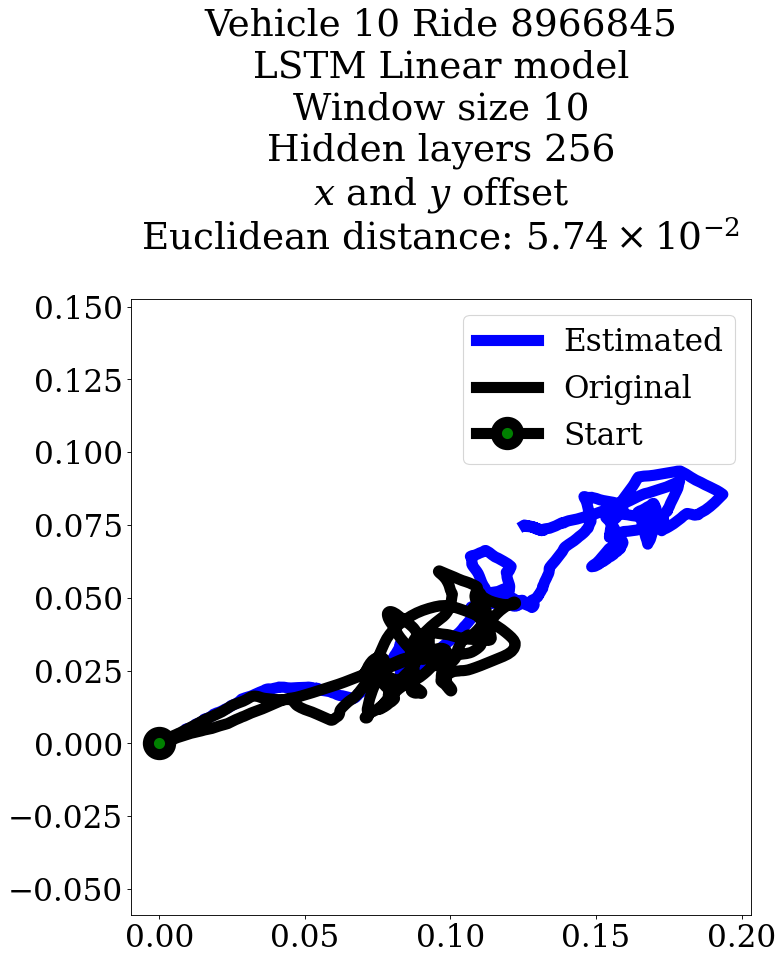 Vehicle 10 Ride 8966845
LSTM Linear model
Window size 10
Hidden layers 256
x and y offset
Euclidean distance: 5.74 × 10⁻²
0.150
0.125
0.100
0.075
0.050
0.025
0.000
−0.025
−0.050
Estimated
Original
Start
0.00 0.05 0.10 0.15 0.20